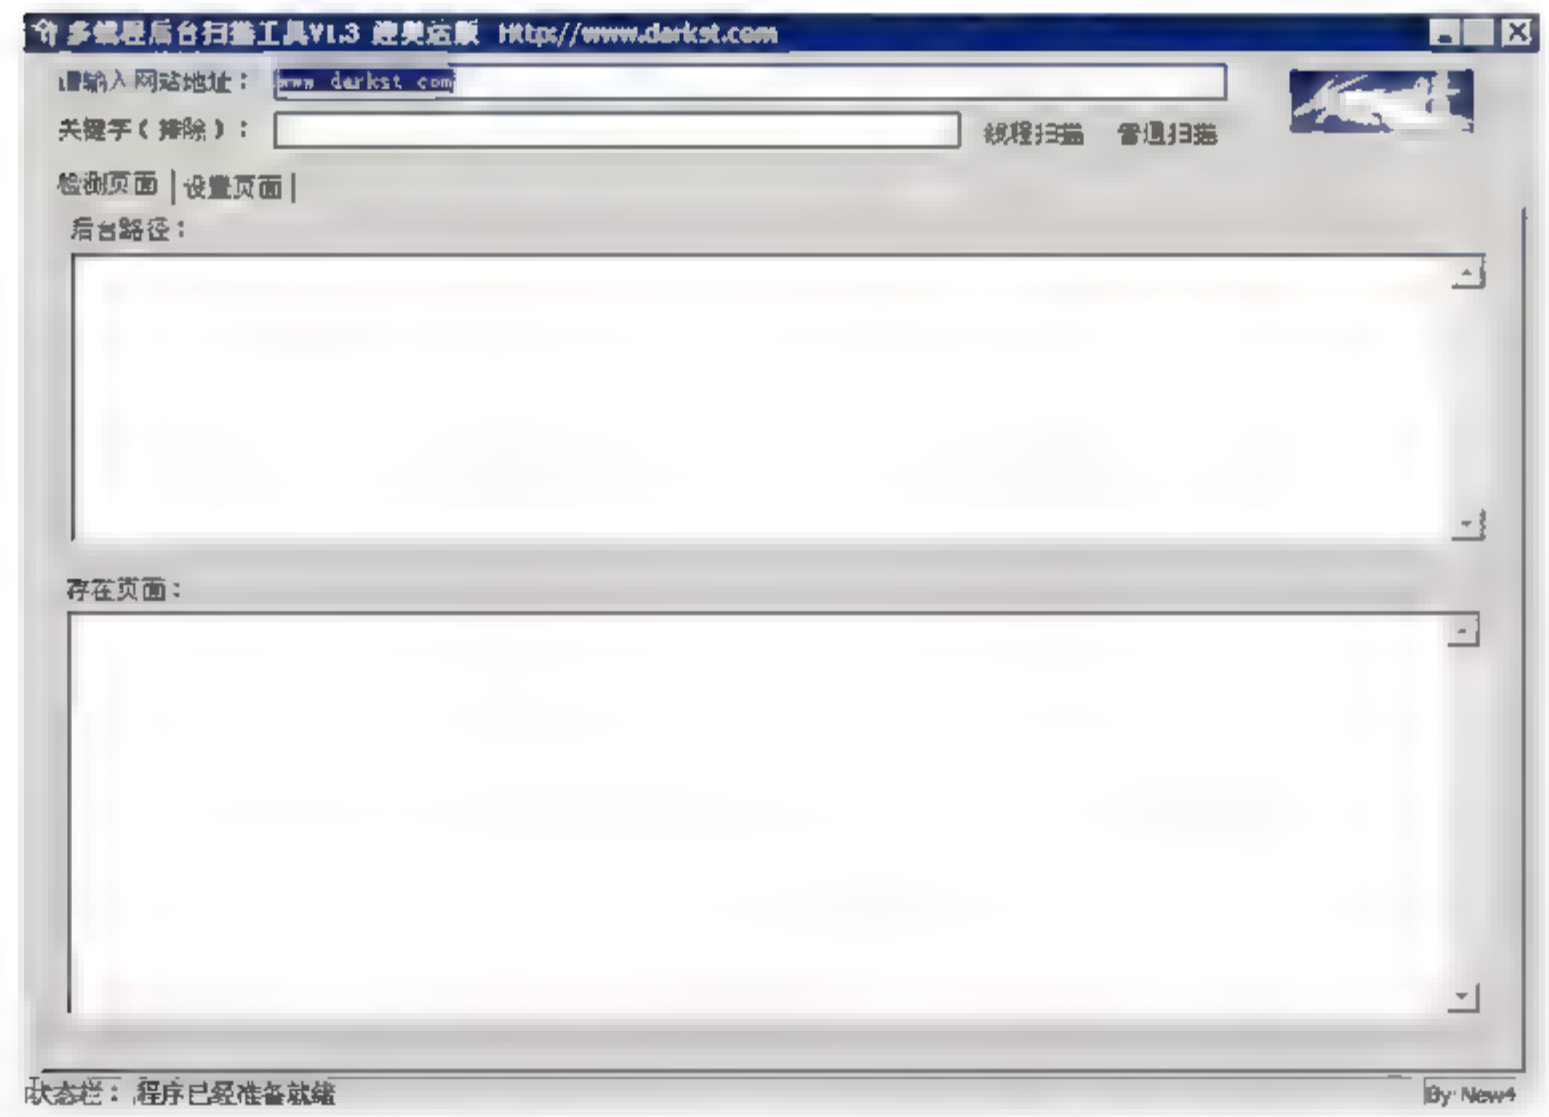 多线程后台扫描工具V1.3 迎奥运版 Http://www.darkst.com
请输入网站地址： www.darkst.com
关键字（排除）： 线程扫描 普通扫描
检测页面 设置页面
后台路径：
存在页面：
状态栏： 程序已经准备就绪 By New4